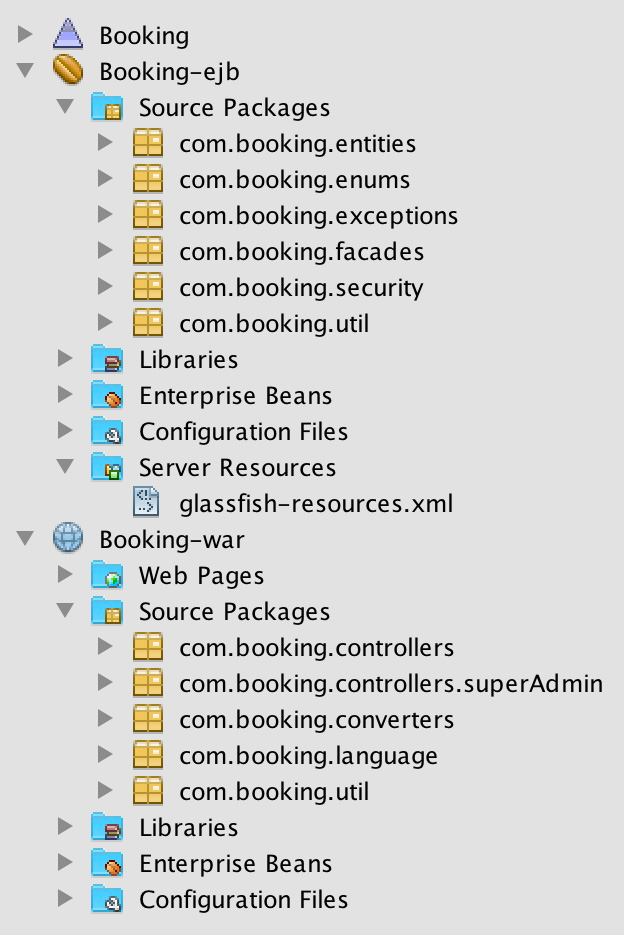 Booking
Booking-ejb
Source Packages
com.booking.entities
com.booking.enums
com.booking.exceptions
com.booking.facades
com.booking.security
com.booking.util
Libraries
Enterprise Beans
Configuration Files
Server Resources
glassfish-resources.xml
Booking-war
Web Pages
Source Packages
com.booking.controllers
com.booking.controllers.superAdmin
com.booking.converters
com.booking.language
com.booking.util
Libraries
Enterprise Beans
Configuration Files